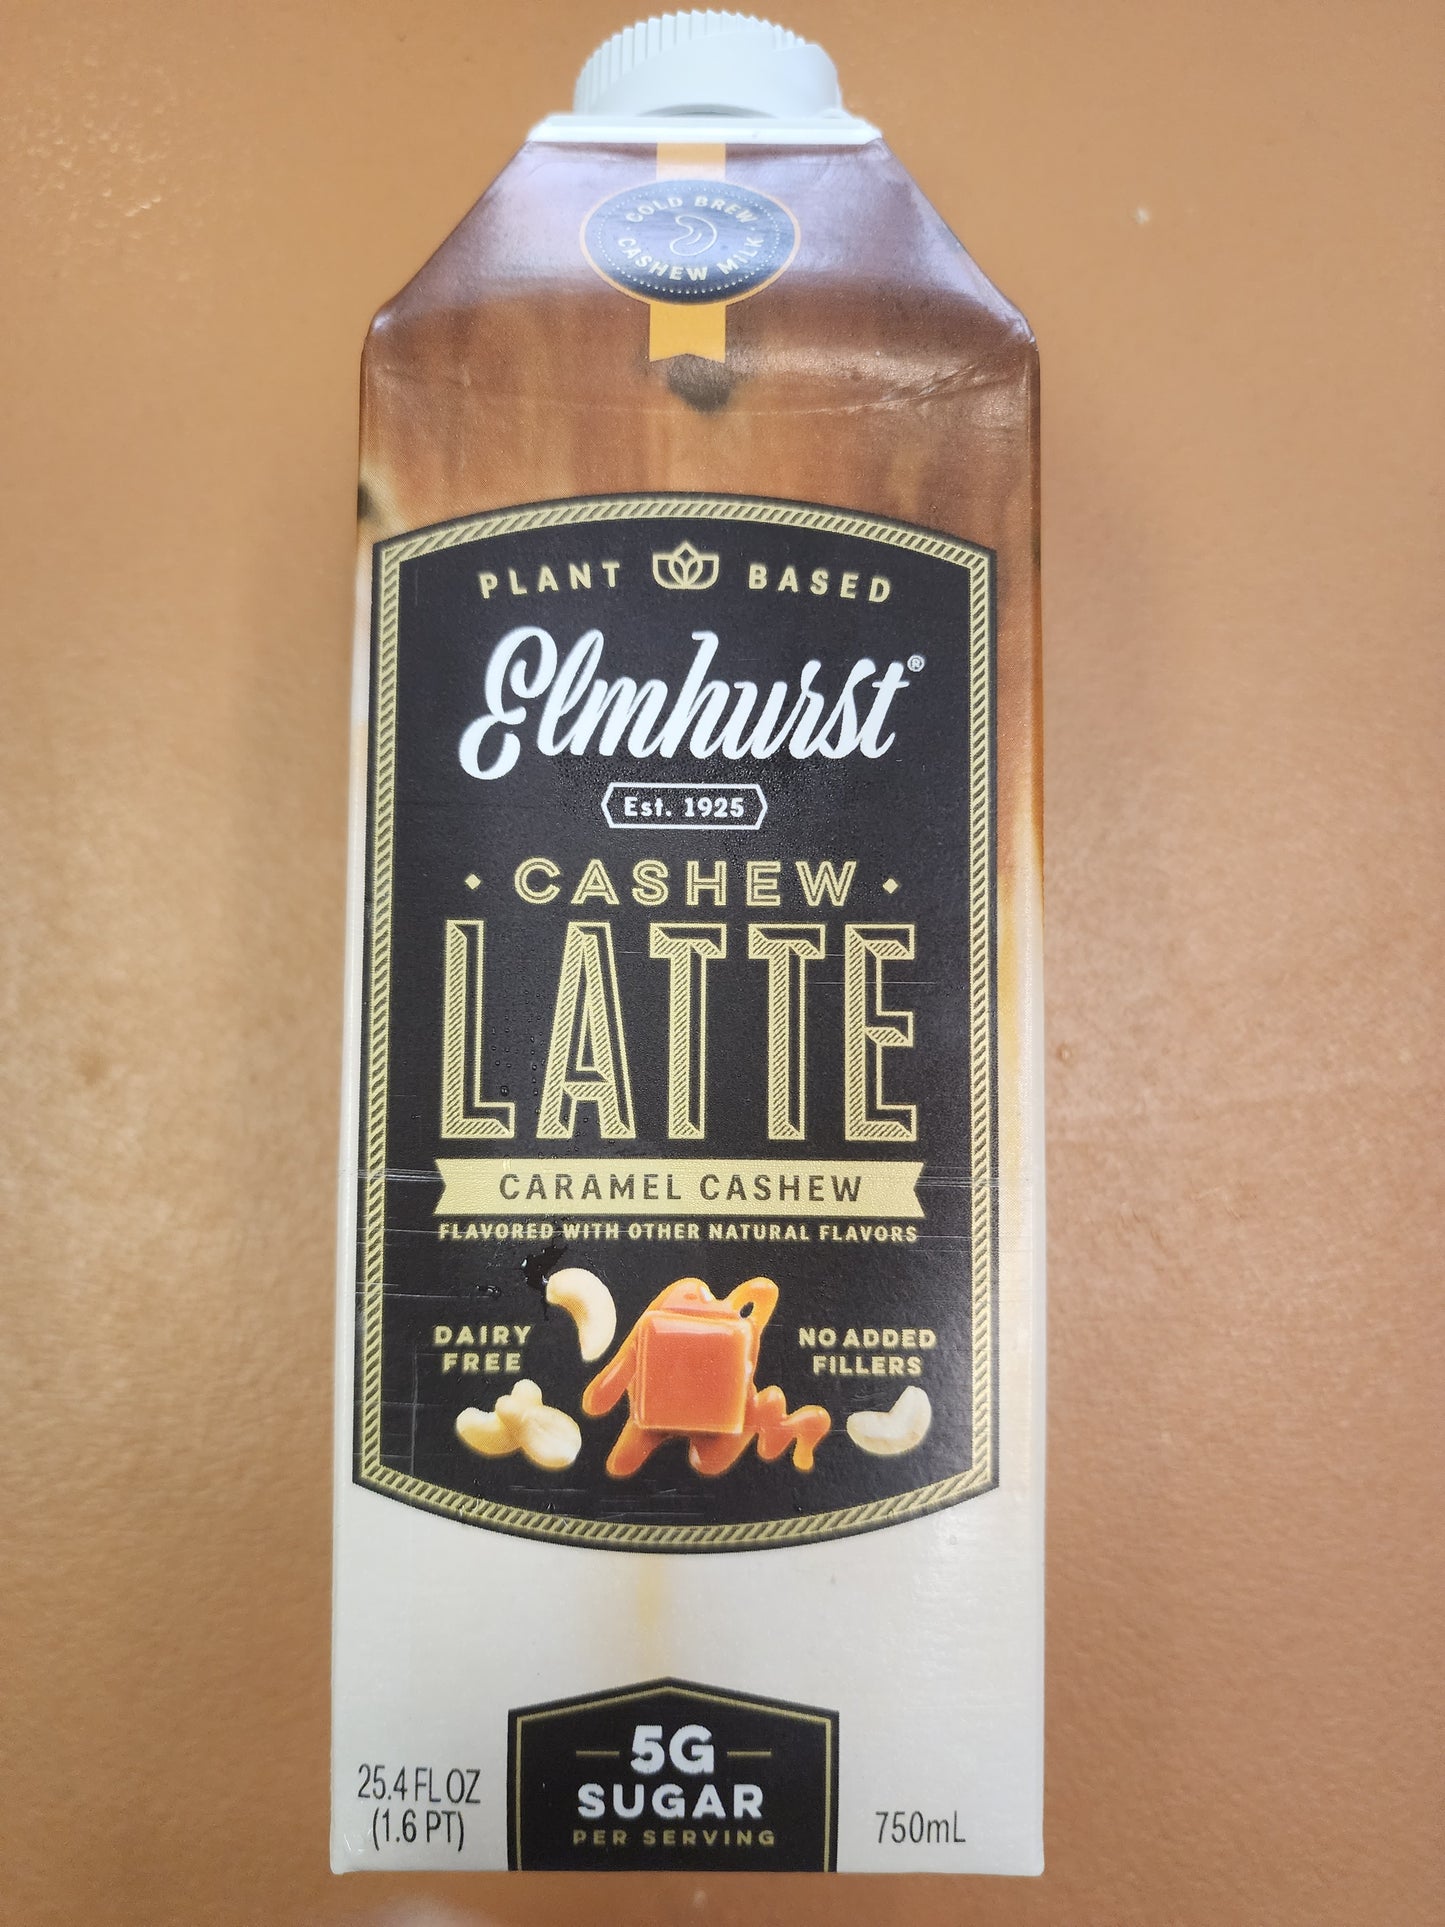 COLD BREW
CASHEW MILK
PLANT BASED
Elmhurst®
Est. 1925
• CASHEW •
LATTE
CARAMEL CASHEW
FLAVORED WITH OTHER NATURAL FLAVORS
DAIRY
FREE
NO ADDED
FILLERS
5G
SUGAR
PER SERVING
25.4 FL OZ
(1.6 PT)
750mL